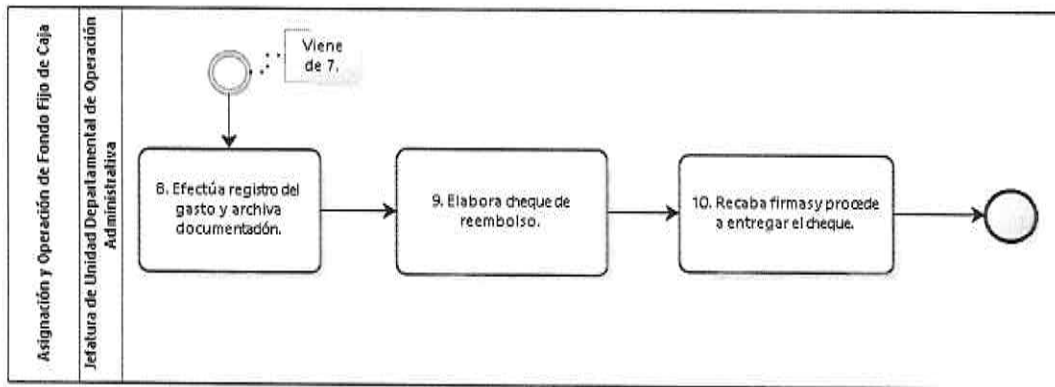 Asignación y Operación de Fondo Fijo de Caja
Jefatura de Unidad Departamental de Operación
Administrativa
Viene
de 7.
8. Efectúa registro del
gasto y archiva
documentación.
9. Elabora cheque de
reembolso.
10. Recaba firmas y procede
a entregar el cheque.